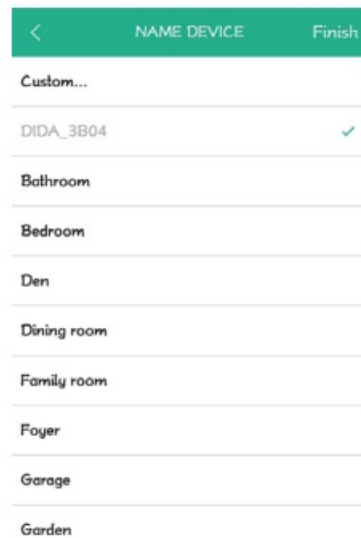 NAME DEVICE Finish
Custom...
DIDA_3B04
Bathroom
Bedroom
Den
Dining room
Family room
Foyer
Garage
Garden